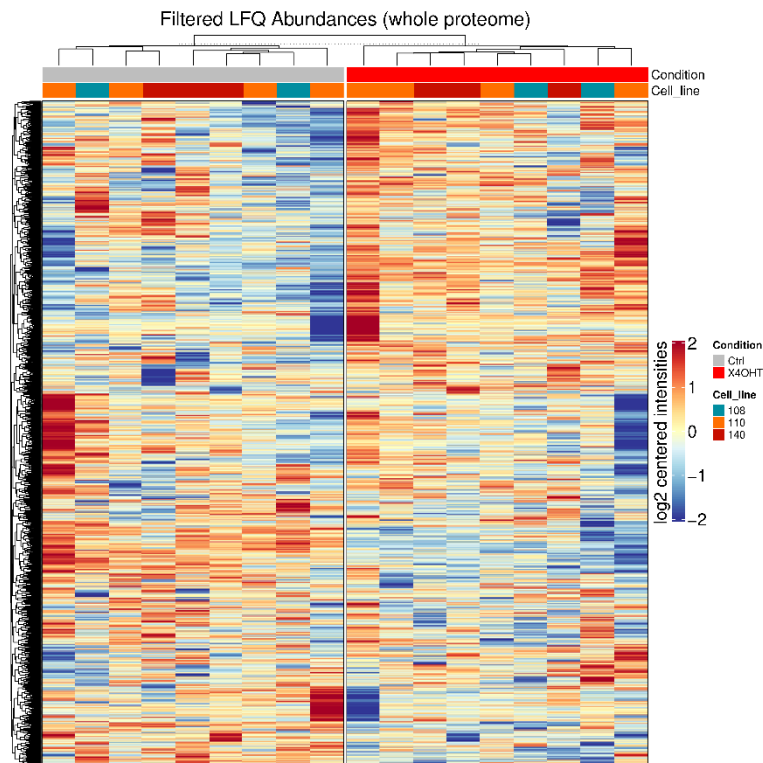 Filtered LFQ Abundances (whole proteome)
Condition
Cell_line
log2 centered intensities
2
1
0
−1
−2
Condition
Ctrl
X4OHT
Cell_line
108
110
140